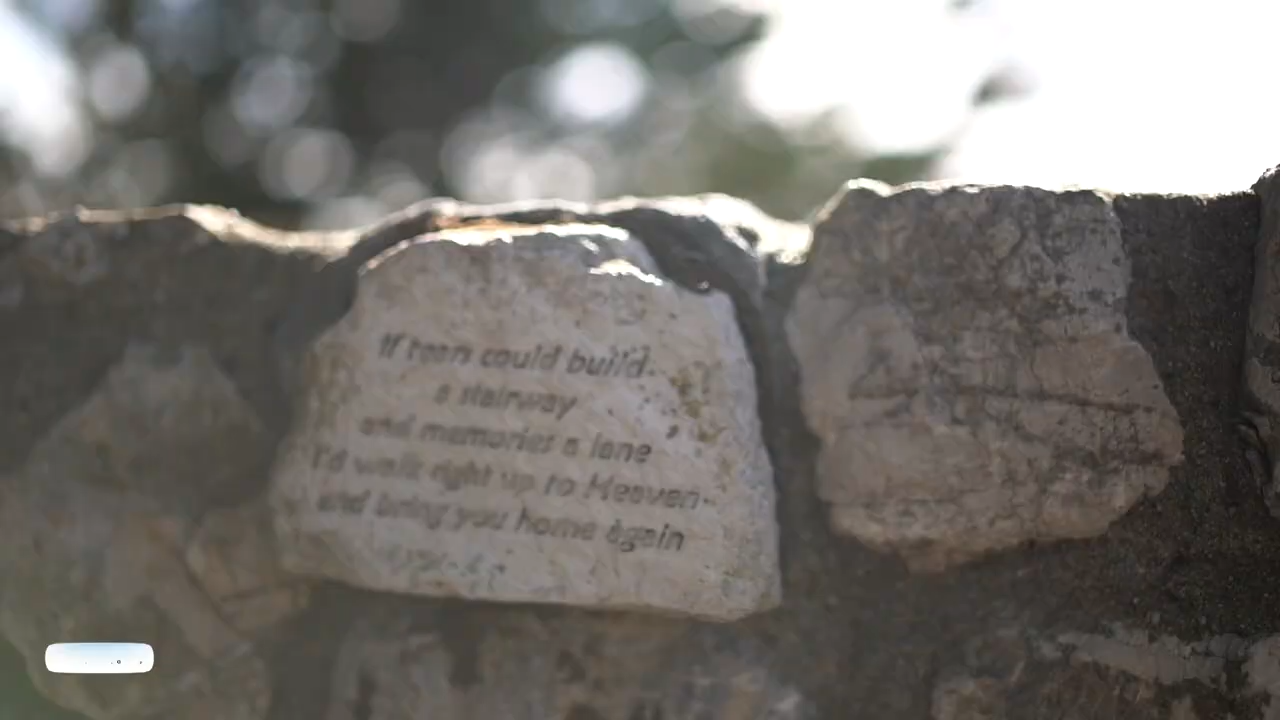 If tears could build
a stairway
and memories a lane
I'd walk right up to Heaven
and bring you home again